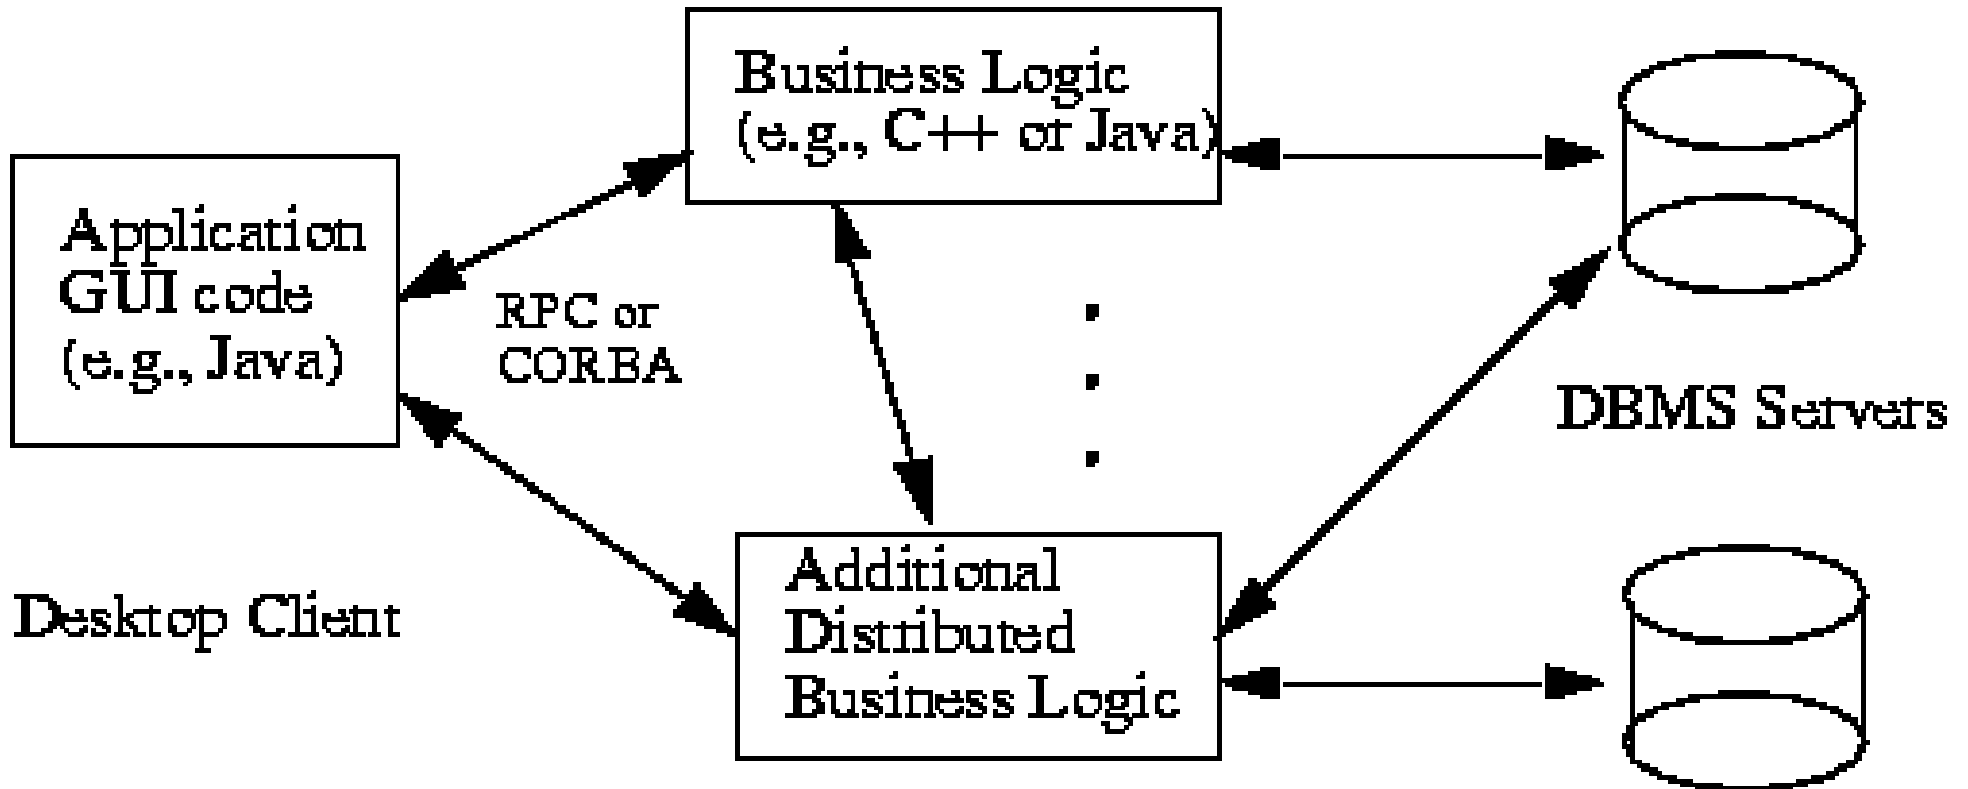 Business Logic
(e.g., C++ or Java)
Application
GUI code
(e.g., Java)
RPC or
CORBA
DBMS Servers
Desktop Client
Additional
Distributed
Business Logic